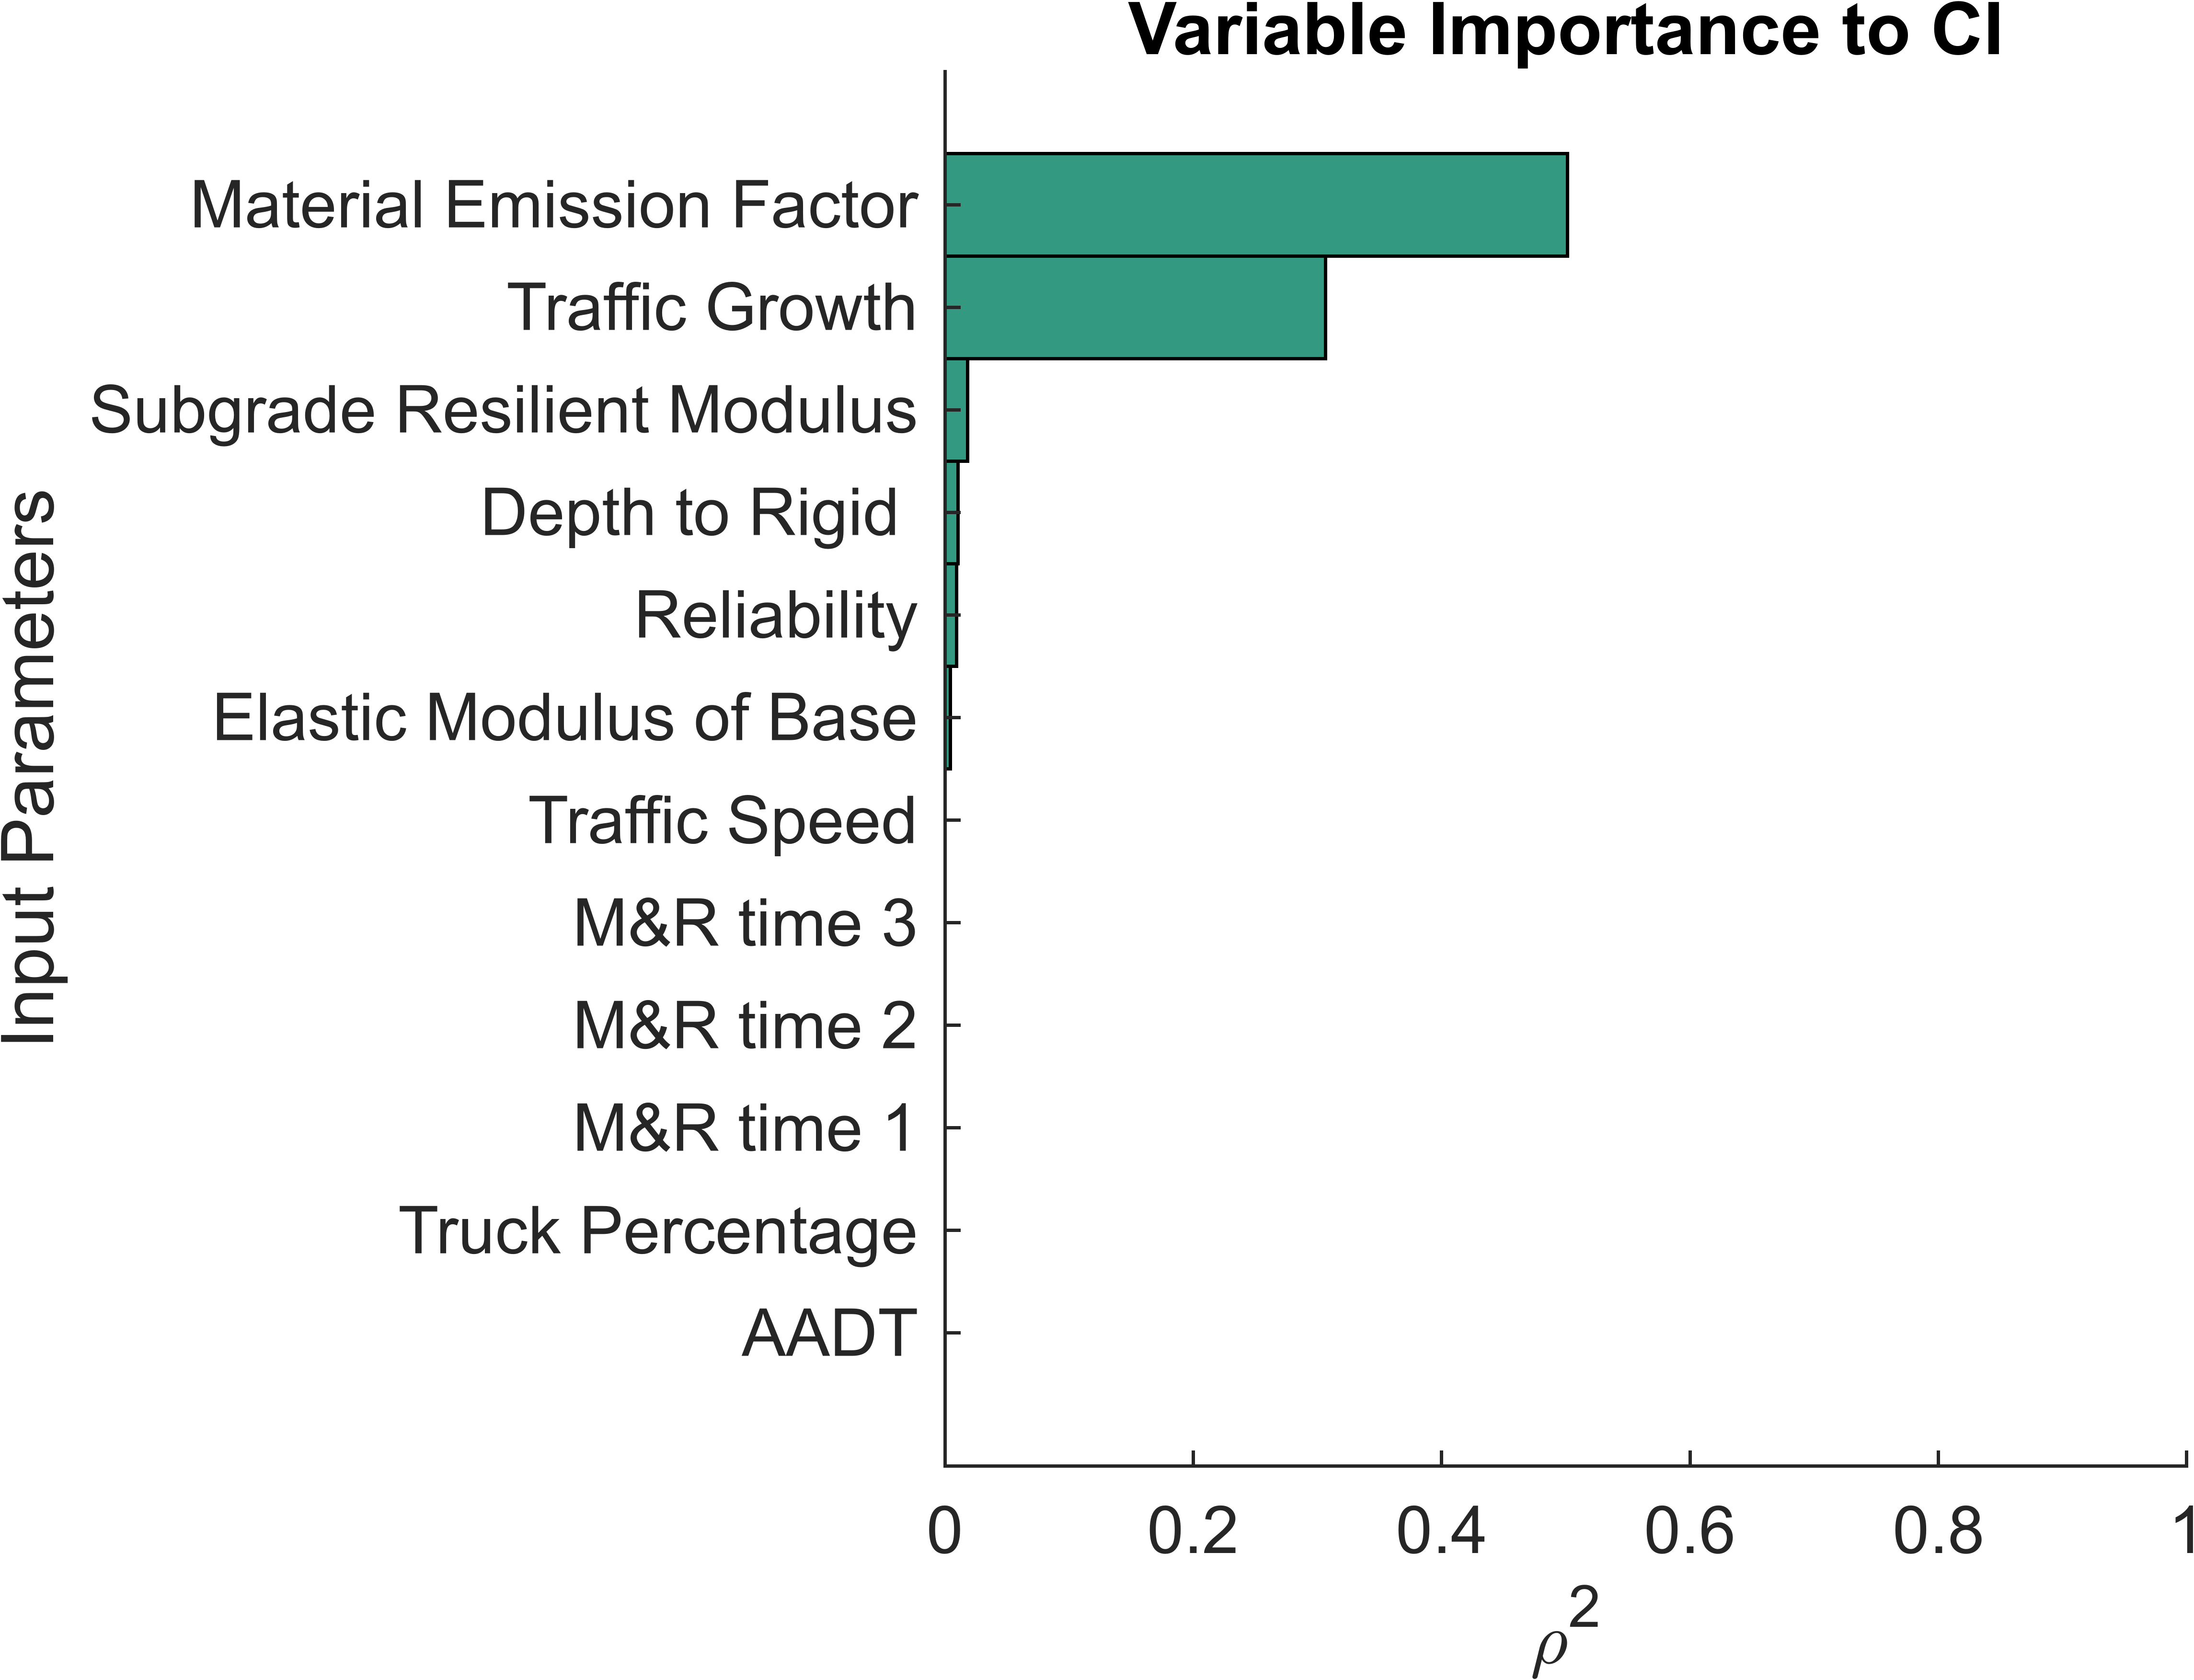 Variable Importance to CI
Material Emission Factor
Traffic Growth
Subgrade Resilient Modulus
Depth to Rigid
Reliability
Elastic Modulus of Base
Traffic Speed
M&R time 3
M&R time 2
M&R time 1
Truck Percentage
AADT
Input Parameters
0 0.2 0.4 0.6 0.8 1
ρ²